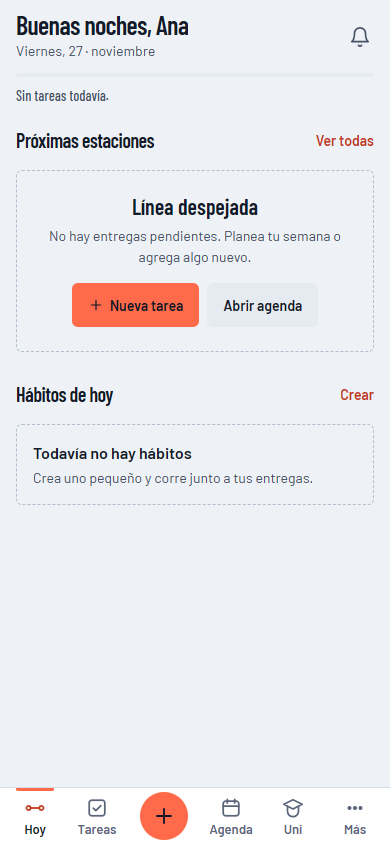 Buenas noches, Ana
Viernes, 27 · noviembre
Sin tareas todavía.
Próximas estaciones
Ver todas
Línea despejada
No hay entregas pendientes. Planea tu semana o
agrega algo nuevo.
Nueva tarea
Abrir agenda
Hábitos de hoy
Crear
Todavía no hay hábitos
Crea uno pequeño y corre junto a tus entregas.
Hoy
Tareas
Agenda
Uni
Más